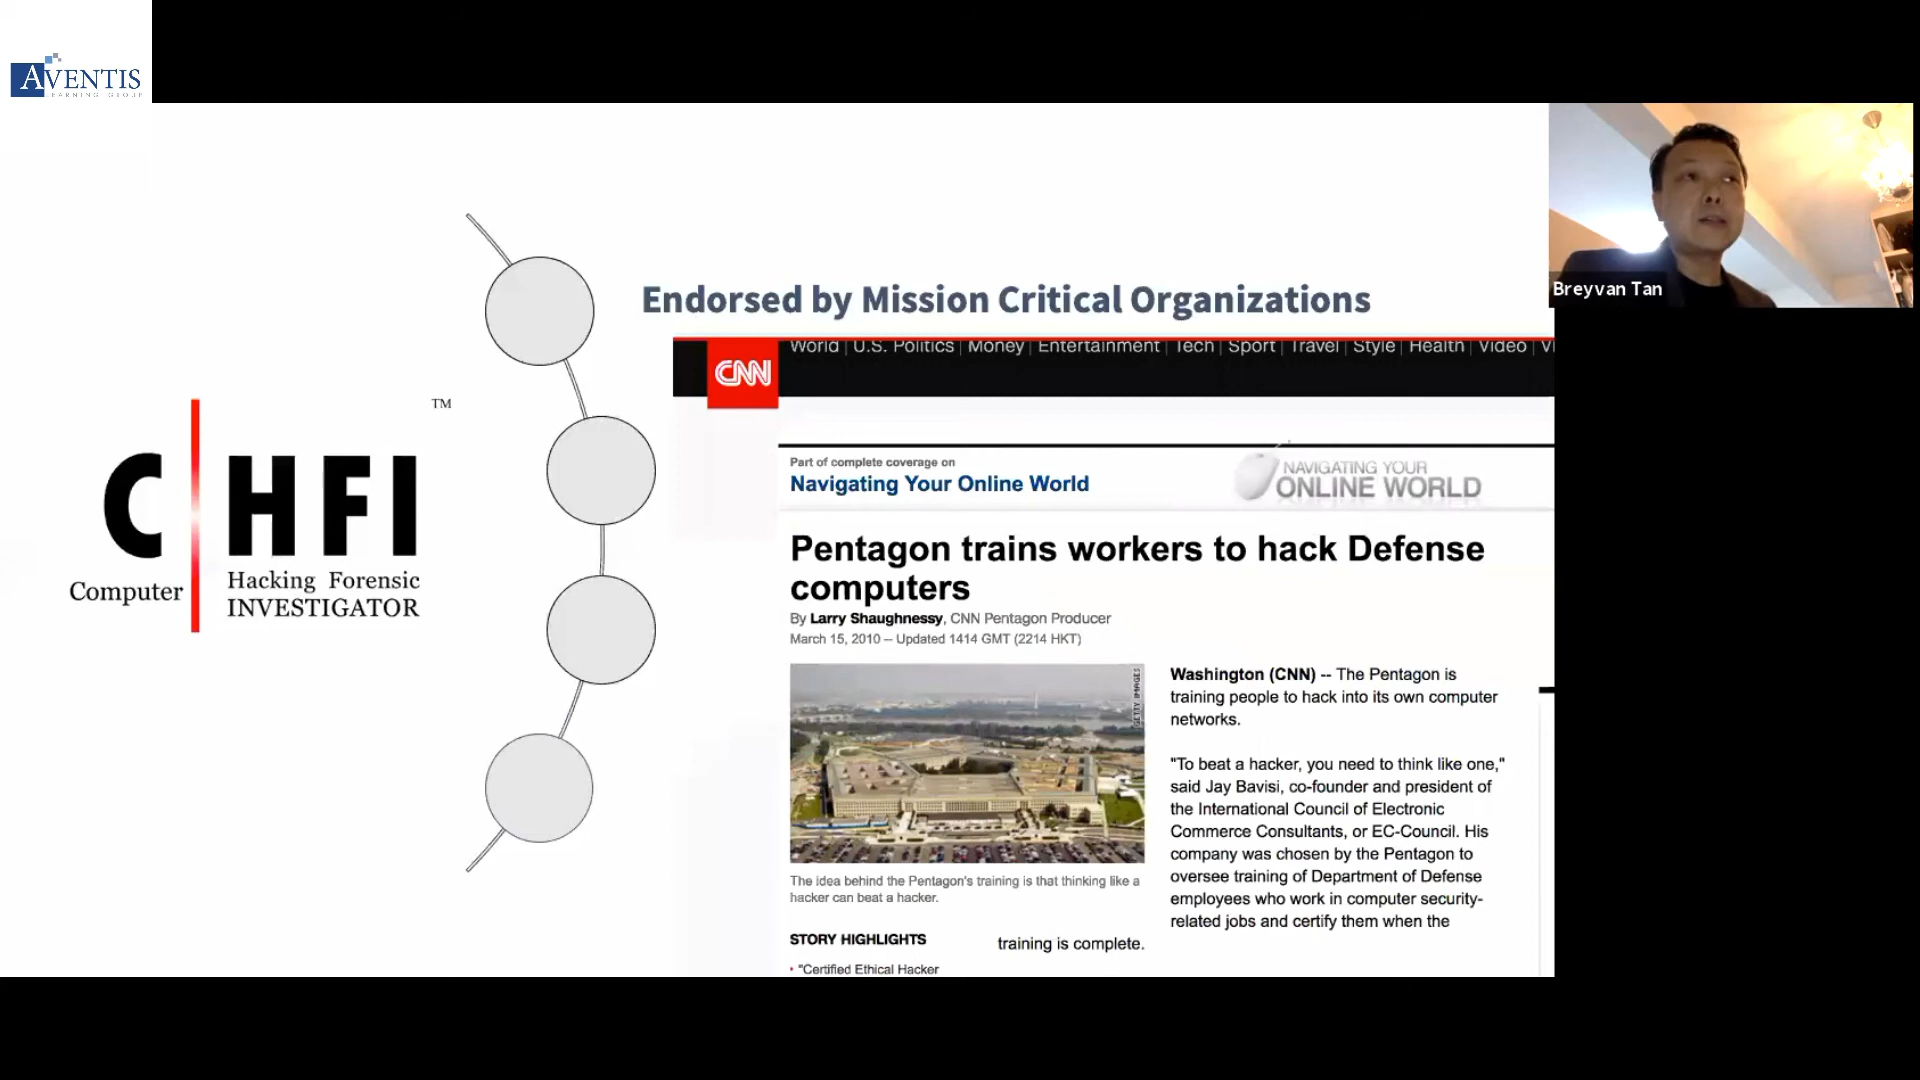 AVENTIS
LEARNING GROUP
Breyvan Tan
Endorsed by Mission Critical Organizations
TM
C HFI
Computer
Hacking Forensic
INVESTIGATOR
CNN
World | U.S. Politics | Money | Entertainment | Tech | Sport | Travel | Style | Health | Video |
Part of complete coverage on
Navigating Your Online World
NAVIGATING YOUR
ONLINE WORLD
Pentagon trains workers to hack Defense
computers
By Larry Shaughnessy, CNN Pentagon Producer
March 15, 2010 -- Updated 1414 GMT (2214 HKT)
GETTY IMAGES
The idea behind the Pentagon's training is that thinking like a
hacker can beat a hacker.
STORY HIGHLIGHTS
• "Certified Ethical Hacker
Washington (CNN) -- The Pentagon is
training people to hack into its own computer
networks.
"To beat a hacker, you need to think like one,"
said Jay Bavisi, co-founder and president of
the International Council of Electronic
Commerce Consultants, or EC-Council. His
company was chosen by the Pentagon to
oversee training of Department of Defense
employees who work in computer security-
related jobs and certify them when the
training is complete.